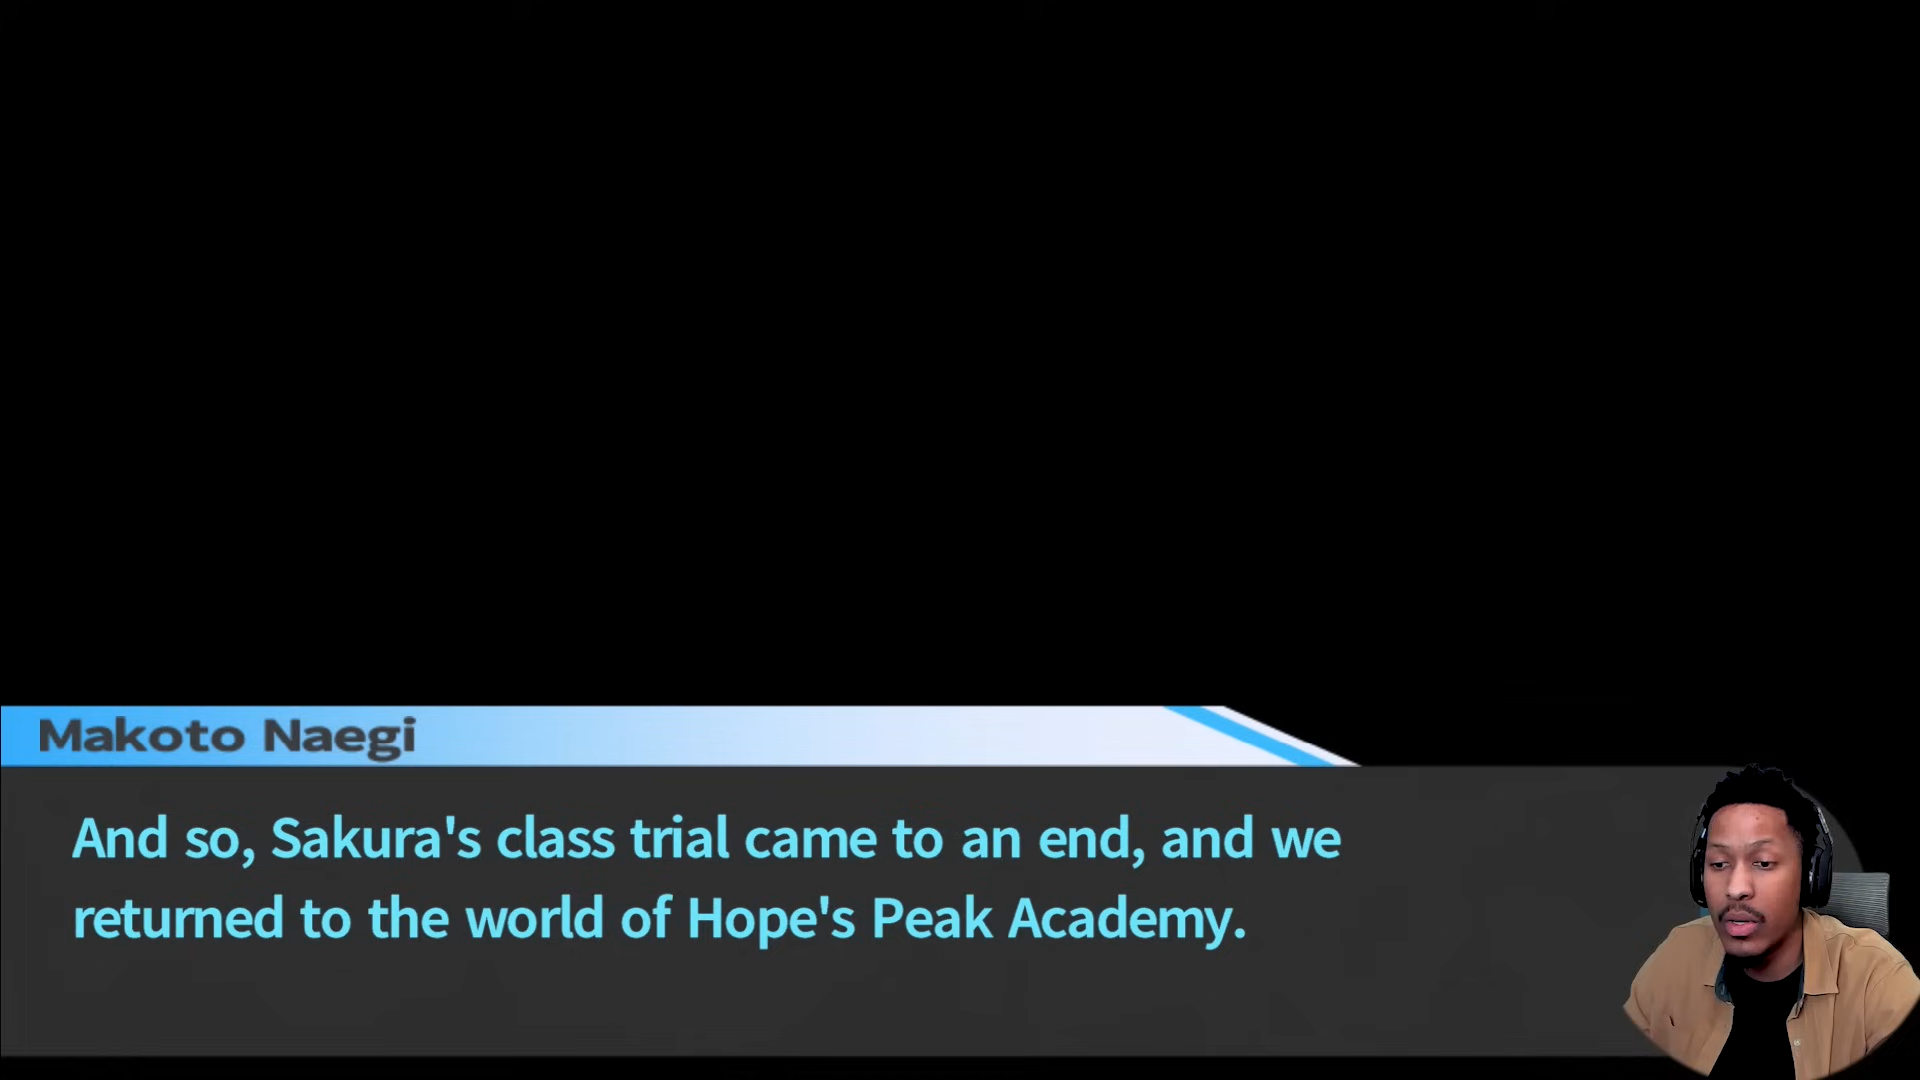 Makoto Naegi
And so, Sakura's class trial came to an end, and we
returned to the world of Hope's Peak Academy.